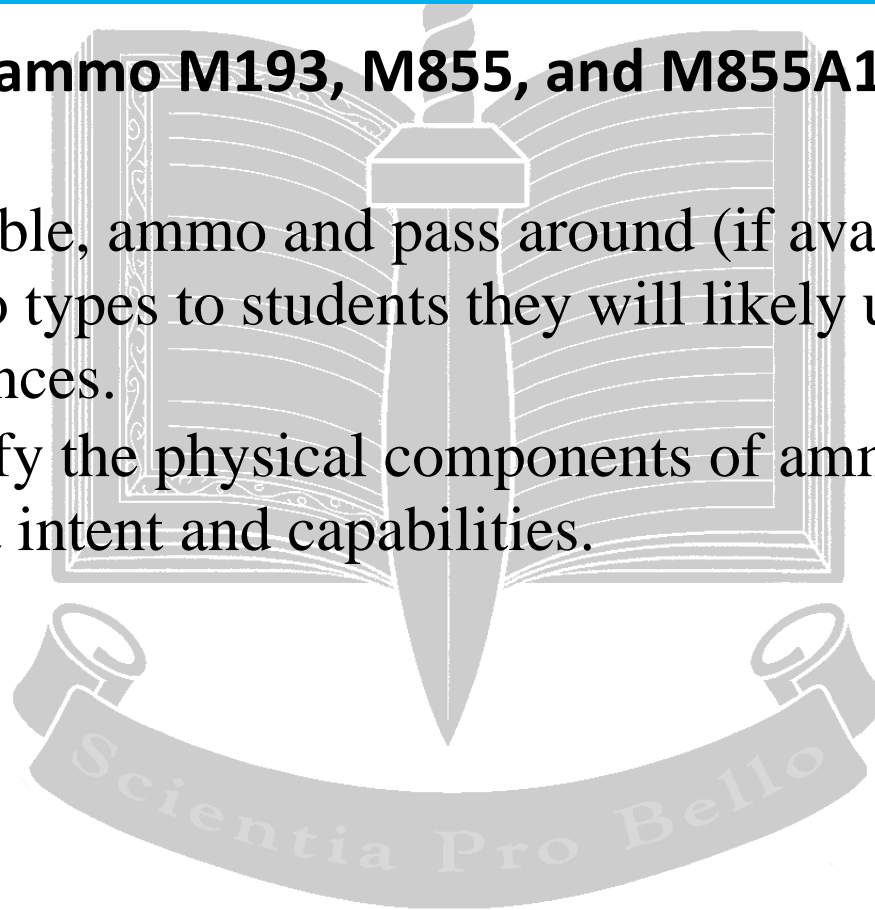 ammo M193, M855, and M855A1
ble, ammo and pass around (if ava
o types to students they will likely u
nces.
fy the physical components of amr
intent and capabilities.
Scientia Pro Bello